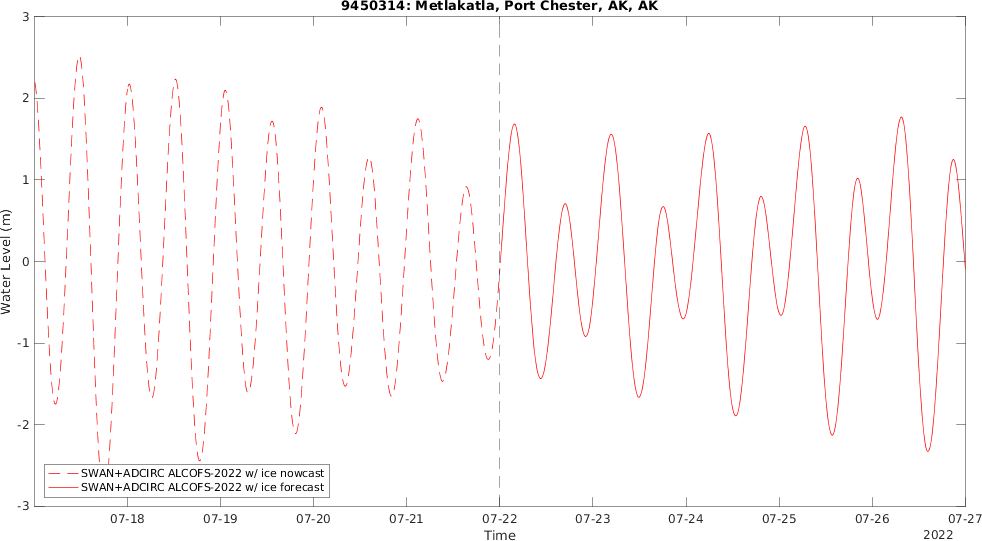 9450314: Metlakatla, Port Chester, AK, AK
3
2
1
0
-1
-2
-3
Water Level (m)
SWAN+ADCIRC ALCOFS-2022 w/ ice nowcast
SWAN+ADCIRC ALCOFS-2022 w/ ice forecast
07-18 07-19 07-20 07-21 07-22 07-23 07-24 07-25 07-26 07-27
Time
2022